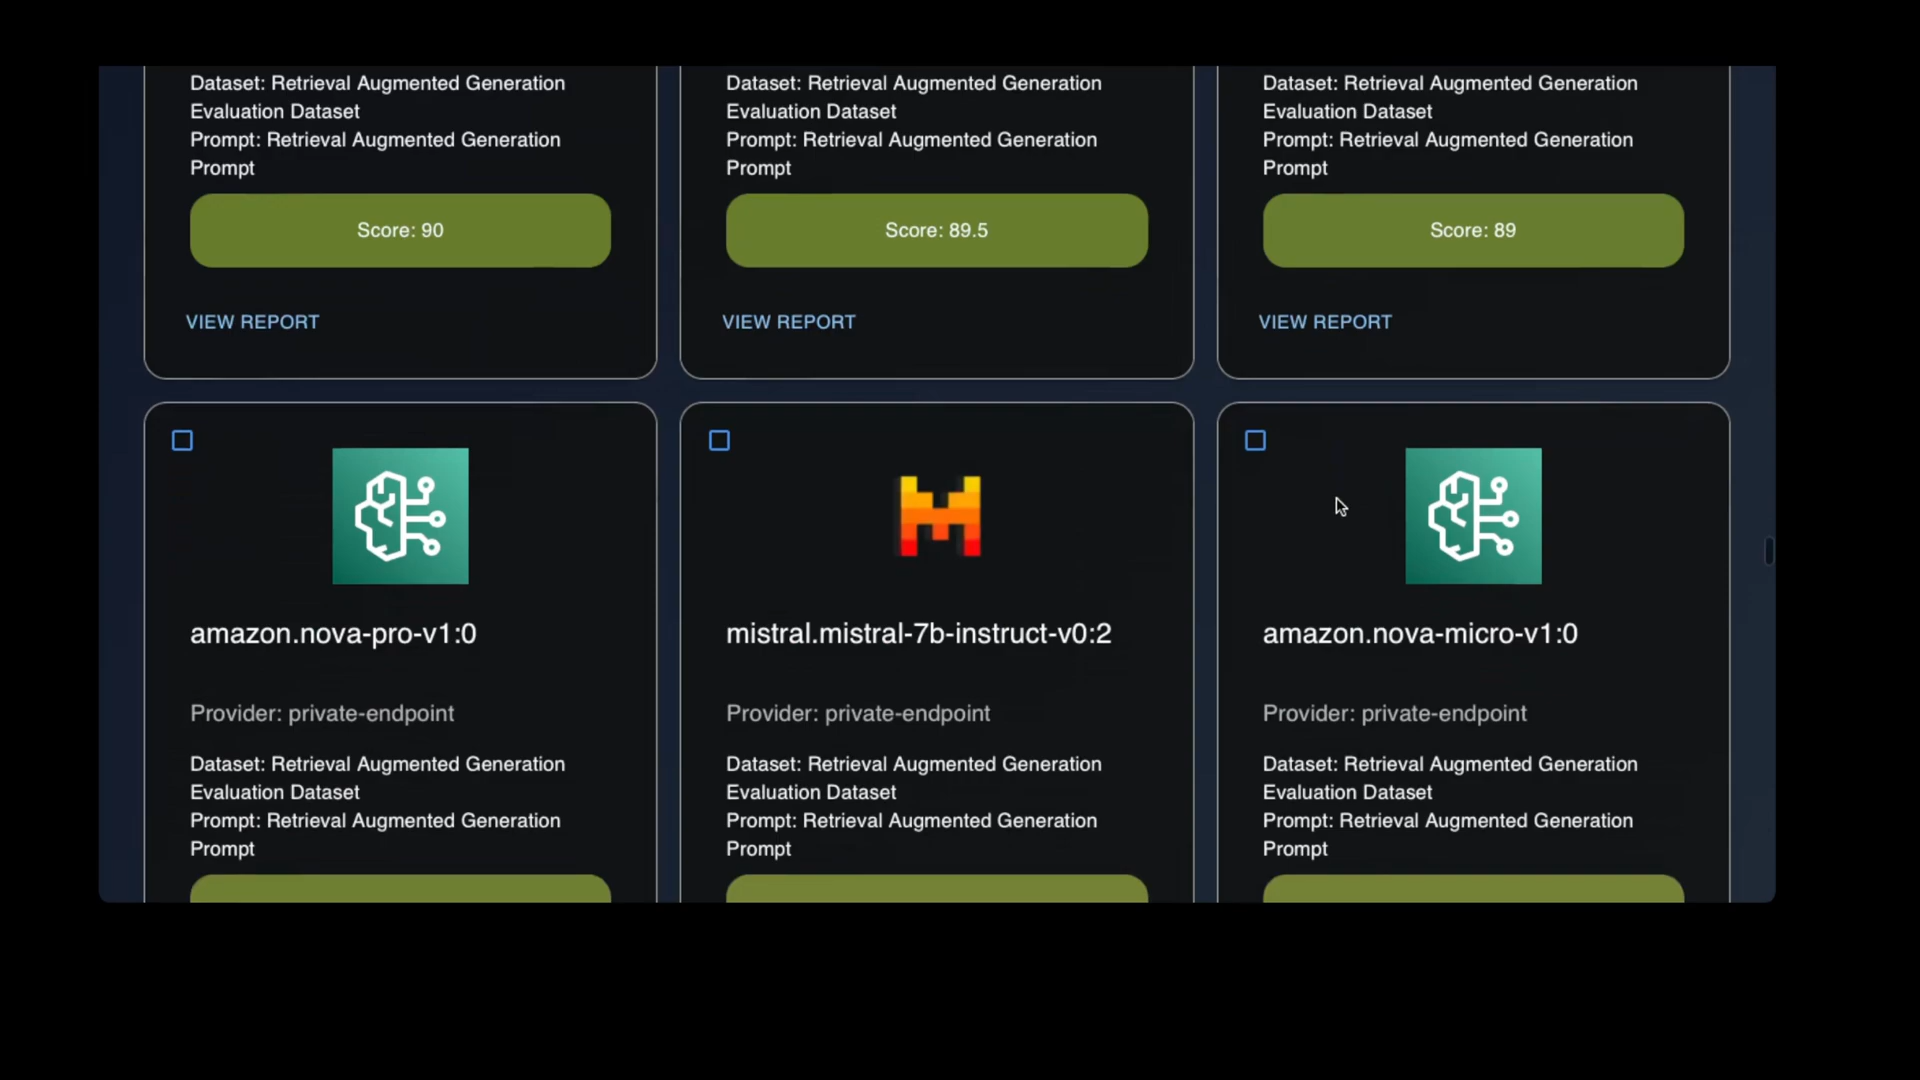 Dataset: Retrieval Augmented Generation
Evaluation Dataset
Prompt: Retrieval Augmented Generation
Prompt
Score: 90
VIEW REPORT
Dataset: Retrieval Augmented Generation
Evaluation Dataset
Prompt: Retrieval Augmented Generation
Prompt
Score: 89.5
VIEW REPORT
Dataset: Retrieval Augmented Generation
Evaluation Dataset
Prompt: Retrieval Augmented Generation
Prompt
Score: 89
VIEW REPORT
amazon.nova-pro-v1:0
Provider: private-endpoint
Dataset: Retrieval Augmented Generation
Evaluation Dataset
Prompt: Retrieval Augmented Generation
Prompt
mistral.mistral-7b-instruct-v0:2
Provider: private-endpoint
Dataset: Retrieval Augmented Generation
Evaluation Dataset
Prompt: Retrieval Augmented Generation
Prompt
amazon.nova-micro-v1:0
Provider: private-endpoint
Dataset: Retrieval Augmented Generation
Evaluation Dataset
Prompt: Retrieval Augmented Generation
Prompt